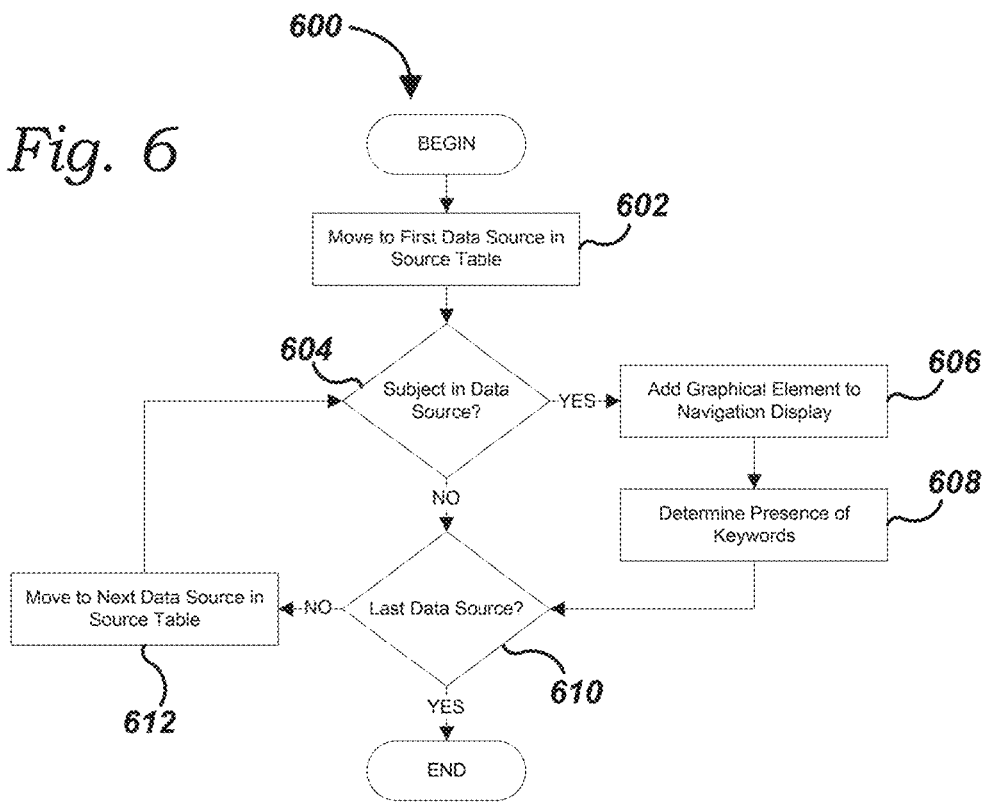 600
Fig. 6
BEGIN
602
Move to First Data Source in
Source Table
604
Subject in Data
Source?
YES
606
Add Graphical Element to
Navigation Display
NO
608
Determine Presence of
Keywords
Move to Next Data Source in
Source Table
NO
Last Data Source?
612
610
YES
END